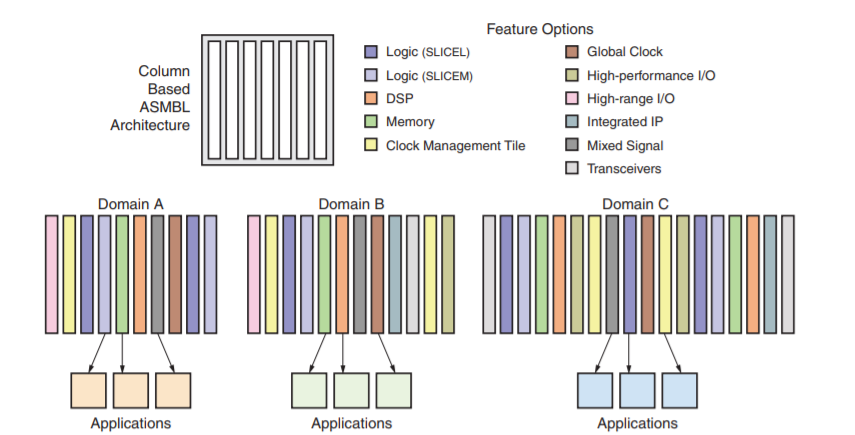 Feature Options
Column
Based
ASMBL
Architecture
Logic (SLICEL)
Logic (SLICEM)
DSP
Memory
Clock Management Tile
Global Clock
High-performance I/O
High-range I/O
Integrated IP
Mixed Signal
Transceivers
Domain A
Domain B
Domain C
Applications
Applications
Applications